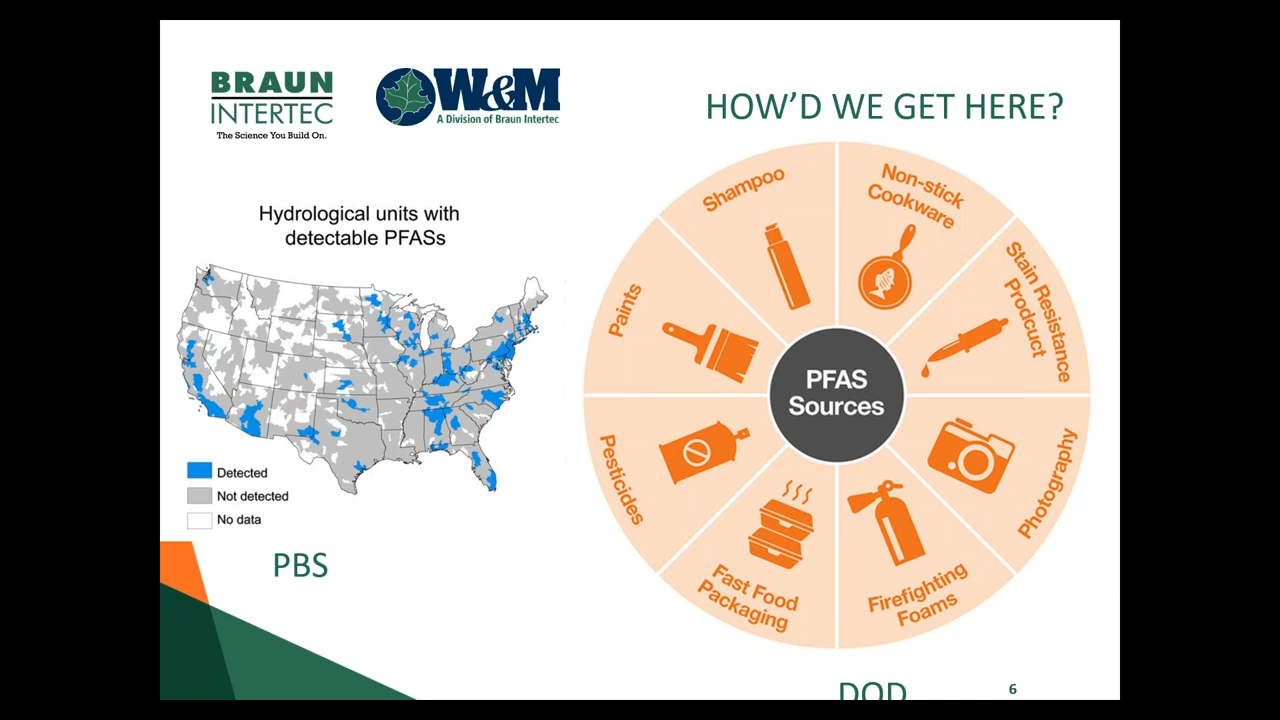 BRAUN
INTERTEC
The Science You Build On.
W&M
A Division of Braun Intertec
HOW’D WE GET HERE?
Hydrological units with
detectable PFASs
Detected
Not detected
No data
PBS
Shampoo
Non-stick
Cookware
Stain Resistance
Prodcuct
Photography
Firefighting
Foams
Fast Food
Packaging
Pesticides
Paints
PFAS
Sources
DOD
6